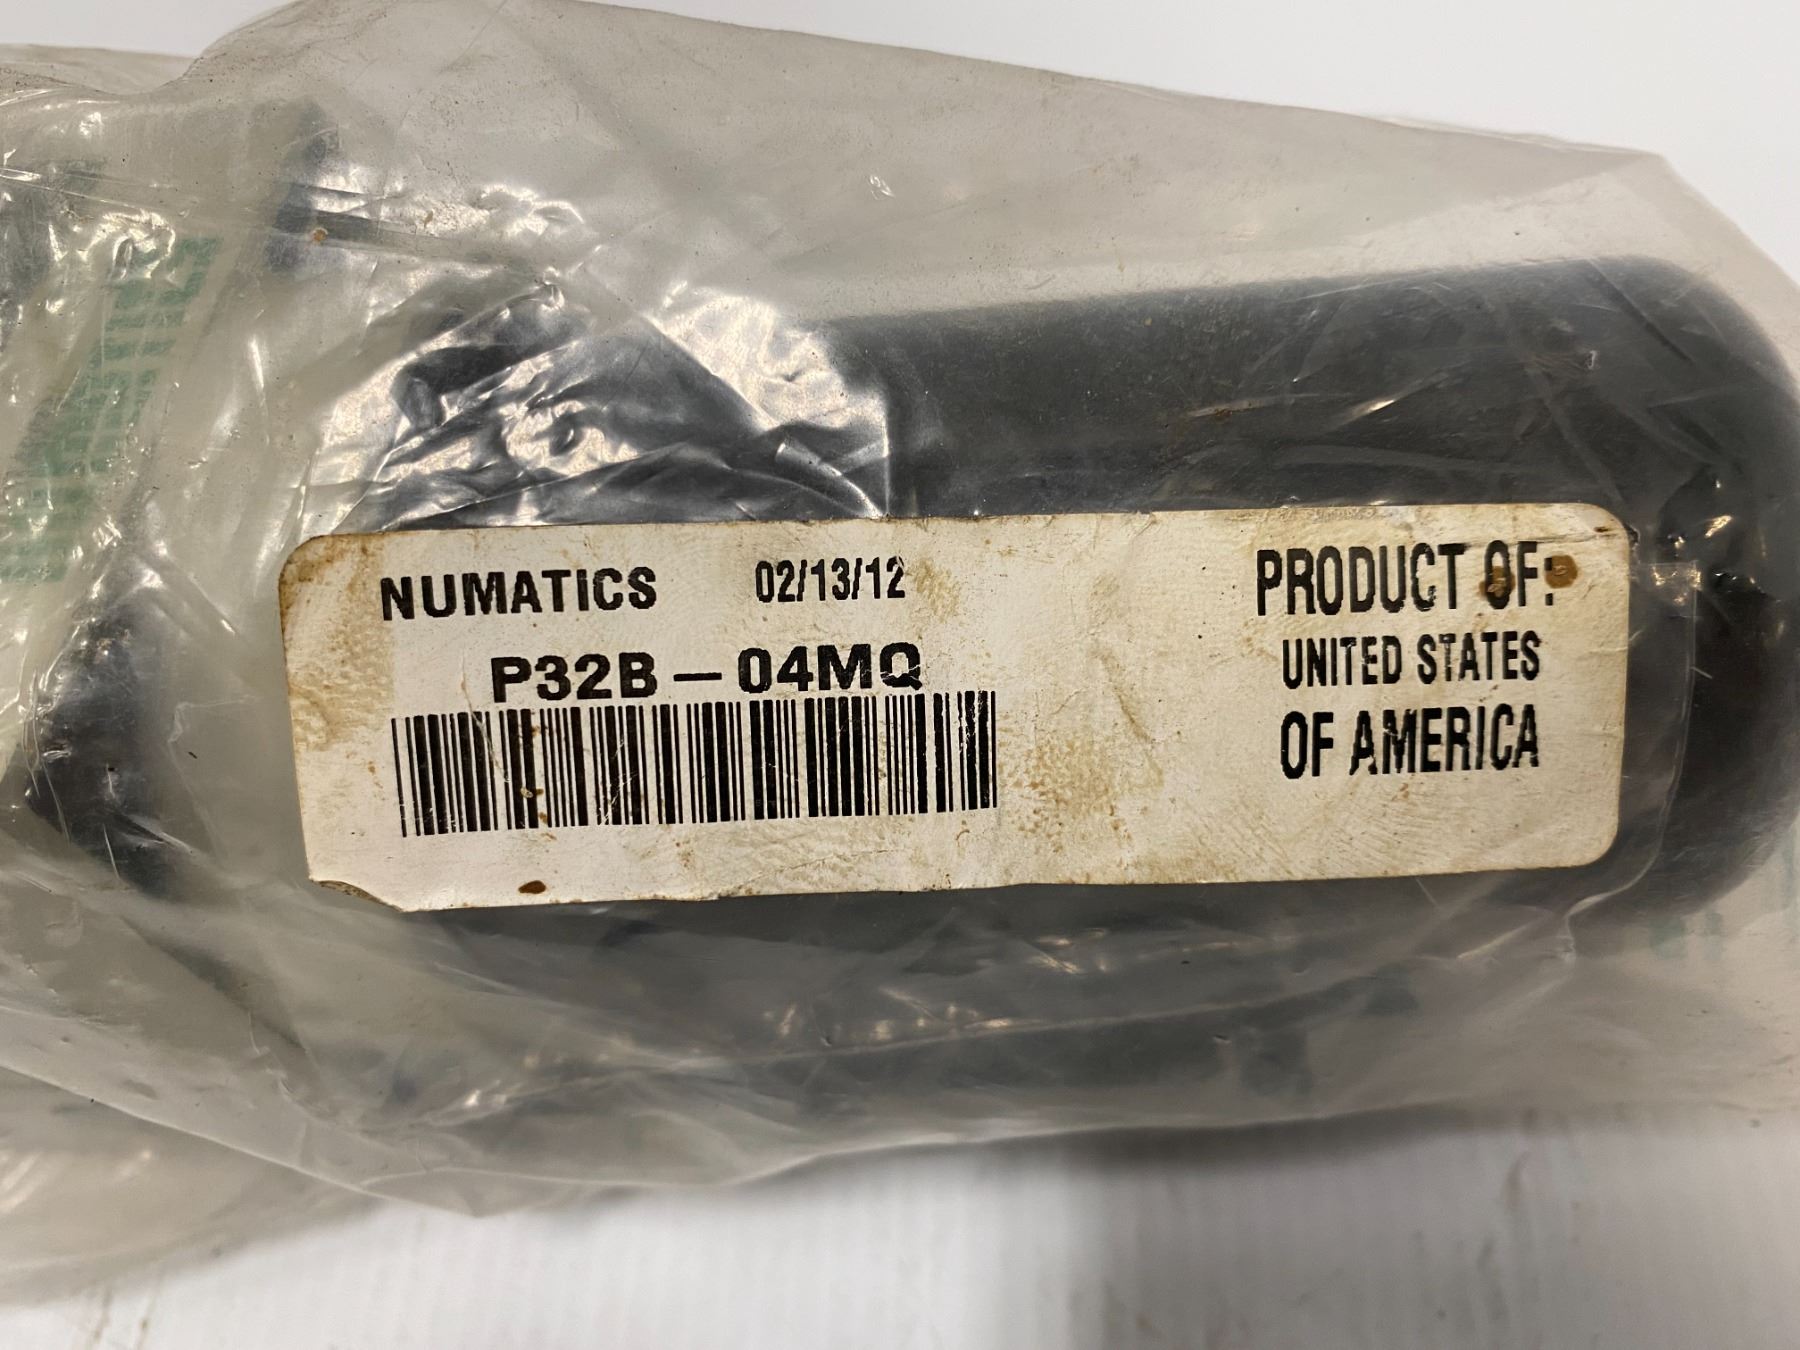 NUMATICS 02/13/12
P32B-04MQ
PRODUCT OF:
UNITED STATES
OF AMERICA